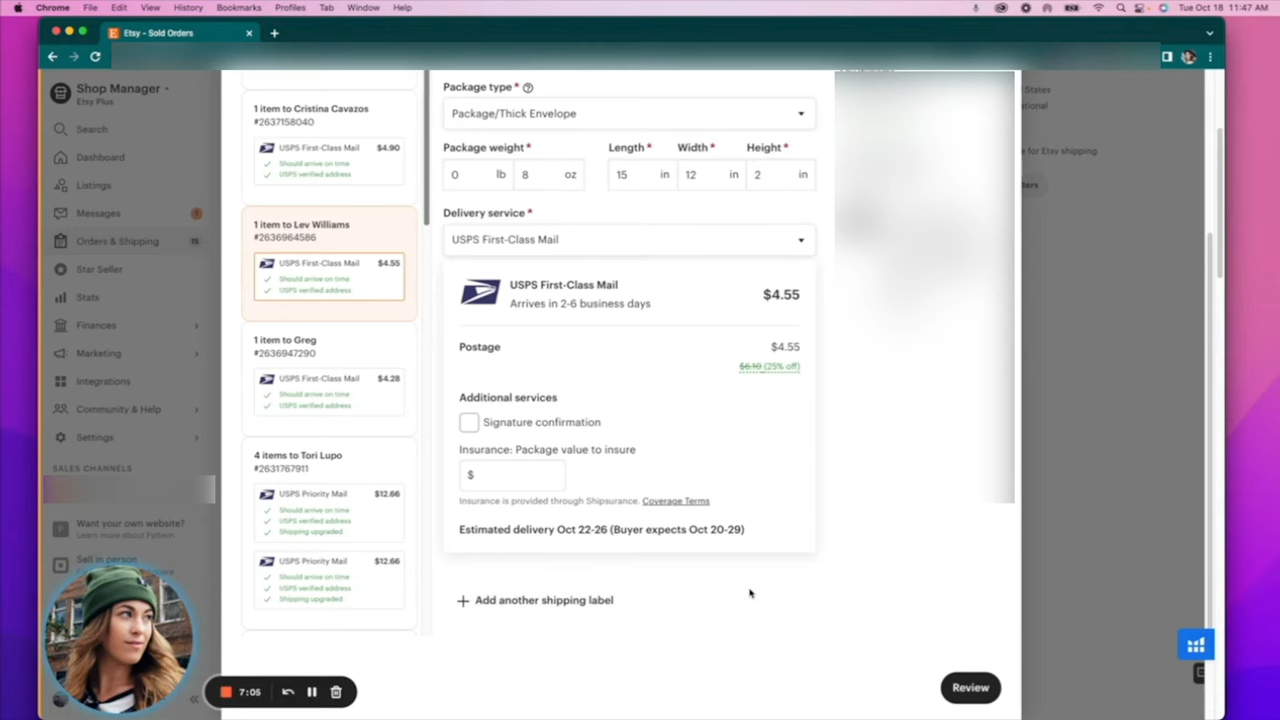 Chrome File Edit View History Bookmarks Profiles Tab Window Help
Tue Oct 18 11:47 AM
Etsy - Sold Orders
Shop Manager
Etsy Plus
Search
Dashboard
Listings
Messages 1
Orders & Shipping 15
Star Seller
Stats
Finances
Marketing
Integrations
Community & Help
Settings
SALES CHANNELS
Want your own website?
Learn more about Pattern
Sell in person
1 item to Cristina Cavazos
#2637158040
USPS First-Class Mail $4.90
Should arrive on time
USPS verified address
1 item to Lev Williams
#2636964586
USPS First-Class Mail $4.55
Should arrive on time
USPS verified address
1 item to Greg
#2636947290
USPS First-Class Mail $4.28
Should arrive on time
USPS verified address
4 items to Tori Lupo
#2631767911
USPS Priority Mail $12.66
Should arrive on time
USPS verified address
Shipping upgraded
USPS Priority Mail $12.66
Should arrive on time
USPS verified address
Shipping upgraded
Package type *
Package/Thick Envelope
Package weight * Length * Width * Height *
0 lb 8 oz 15 in 12 in 2 in
Delivery service *
USPS First-Class Mail
USPS First-Class Mail
Arrives in 2-6 business days
$4.55
Postage $4.55
$6.10 (25% off)
Additional services
Signature confirmation
Insurance: Package value to insure
$
Insurance is provided through Shipsurance. Coverage Terms
Estimated delivery Oct 22-26 (Buyer expects Oct 20-29)
+ Add another shipping label
Review
States
e for Etsy shipping.
7:05